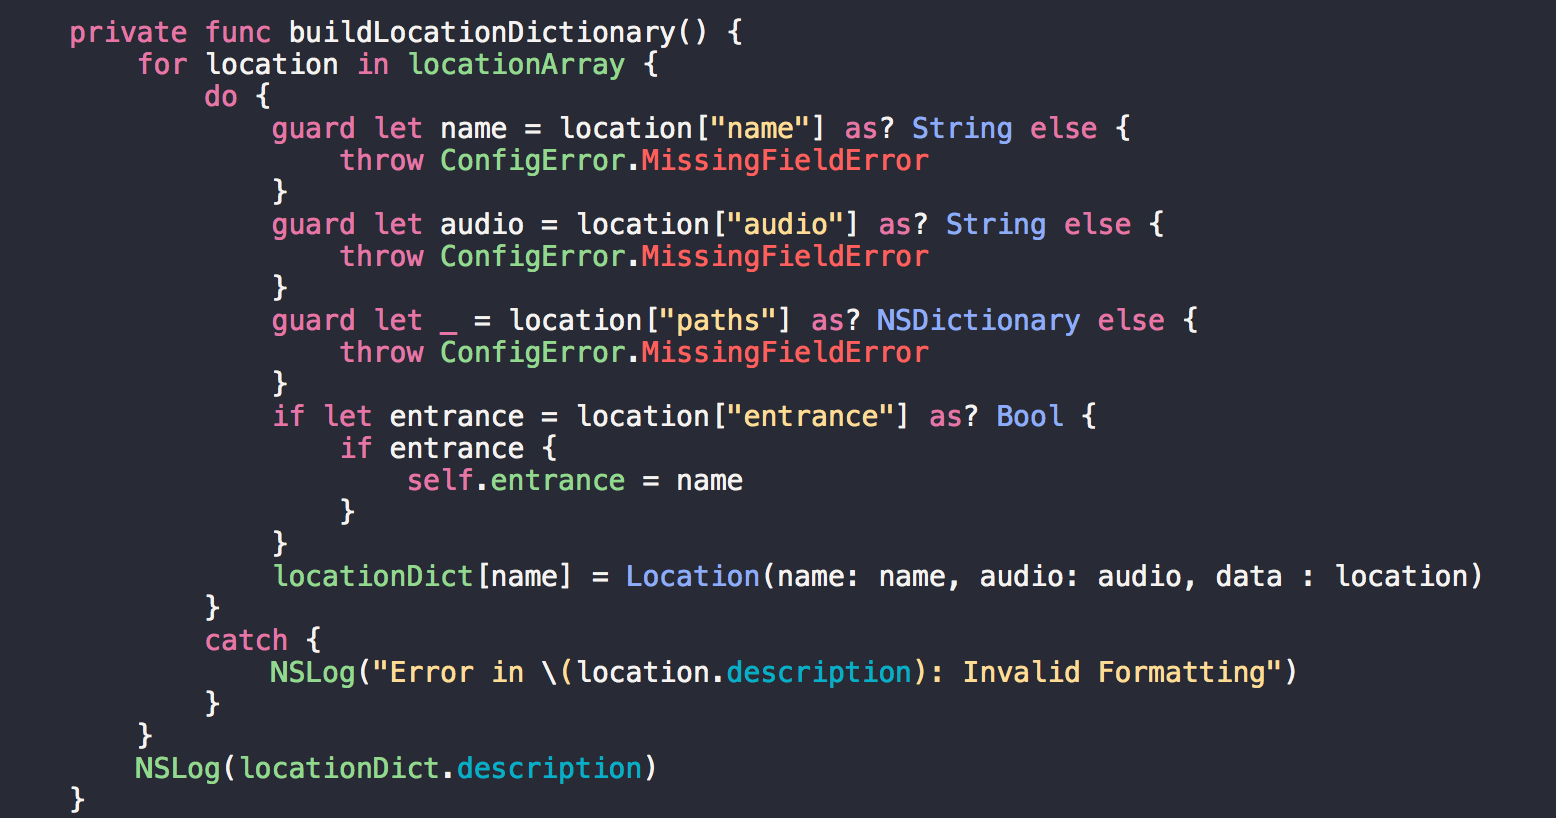 private func buildLocationDictionary() {
    for location in locationArray {
        do {
            guard let name = location["name"] as? String else {
                throw ConfigError.MissingFieldError
            }
            guard let audio = location["audio"] as? String else {
                throw ConfigError.MissingFieldError
            }
            guard let _ = location["paths"] as? NSDictionary else {
                throw ConfigError.MissingFieldError
            }
            if let entrance = location["entrance"] as? Bool {
                if entrance {
                    self.entrance = name
                }
            }
            locationDict[name] = Location(name: name, audio: audio, data : location)
        }
        catch {
            NSLog("Error in \(location.description): Invalid Formatting")
        }
    }
    NSLog(locationDict.description)
}